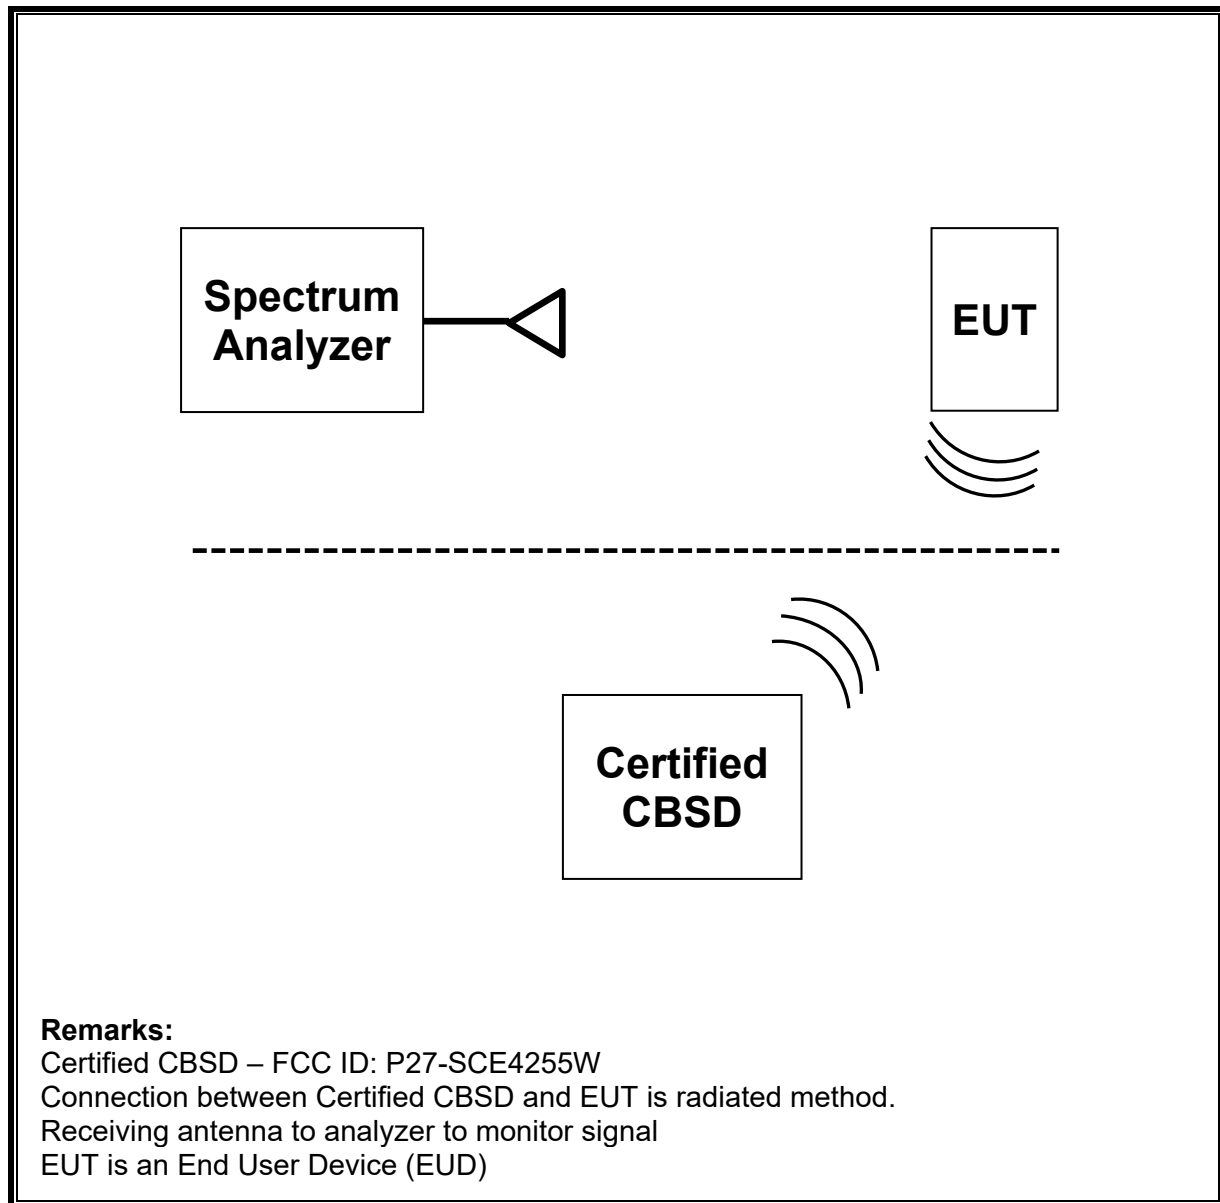 Spectrum
Analyzer
EUT
Certified
CBSD
Remarks:
Certified CBSD – FCC ID: P27-SCE4255W
Connection between Certified CBSD and EUT is radiated method.
Receiving antenna to analyzer to monitor signal
EUT is an End User Device (EUD)